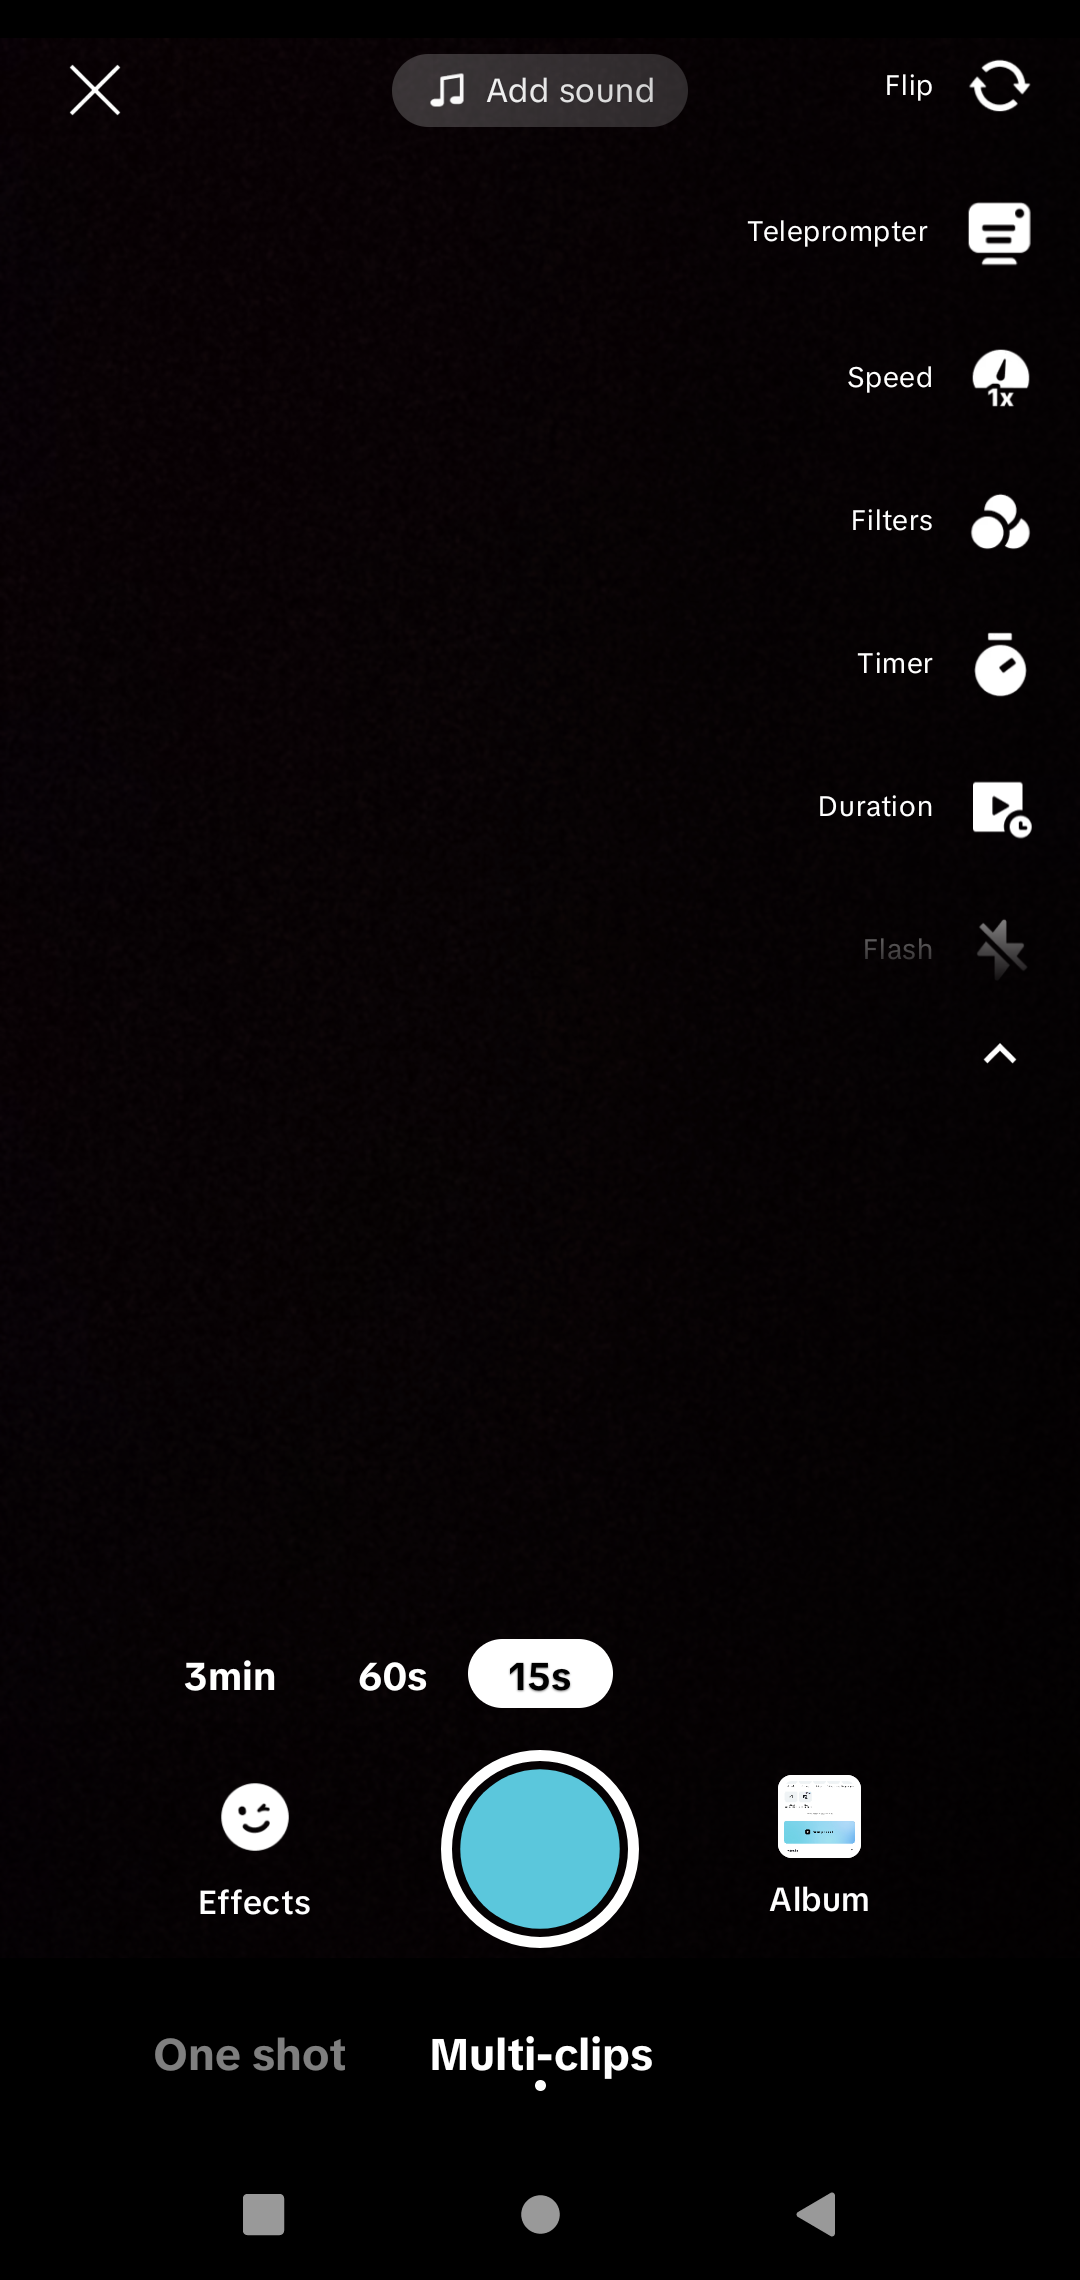 Add sound
Flip
Teleprompter
Speed
1x
Filters
Timer
Duration
Flash
3min
60s
15s
Effects
Album
One shot
Multi-clips